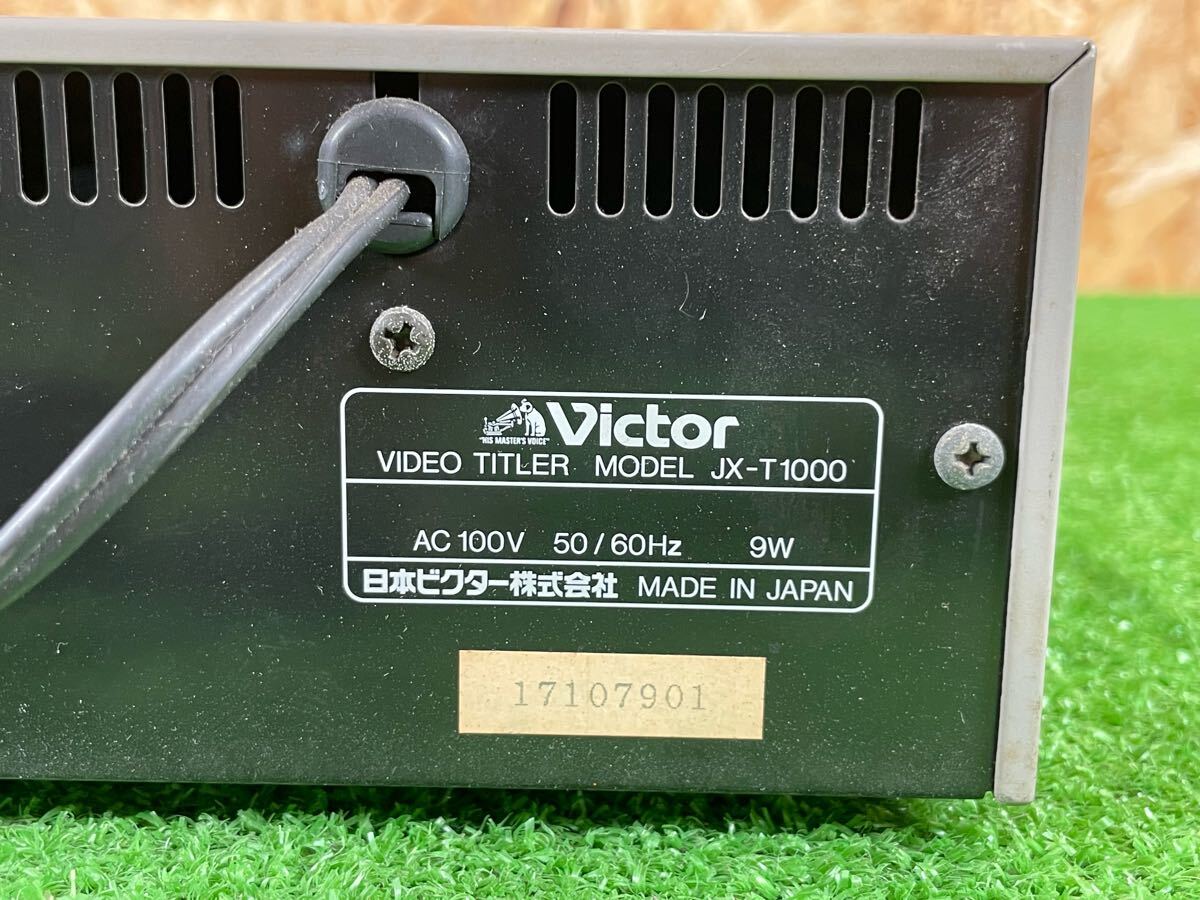 Victor
"HIS MASTER'S VOICE"
VIDEO TITLER MODEL JX-T1000
AC 100V 50/60Hz 9W
日本ビクター株式会社 MADE IN JAPAN
17107901